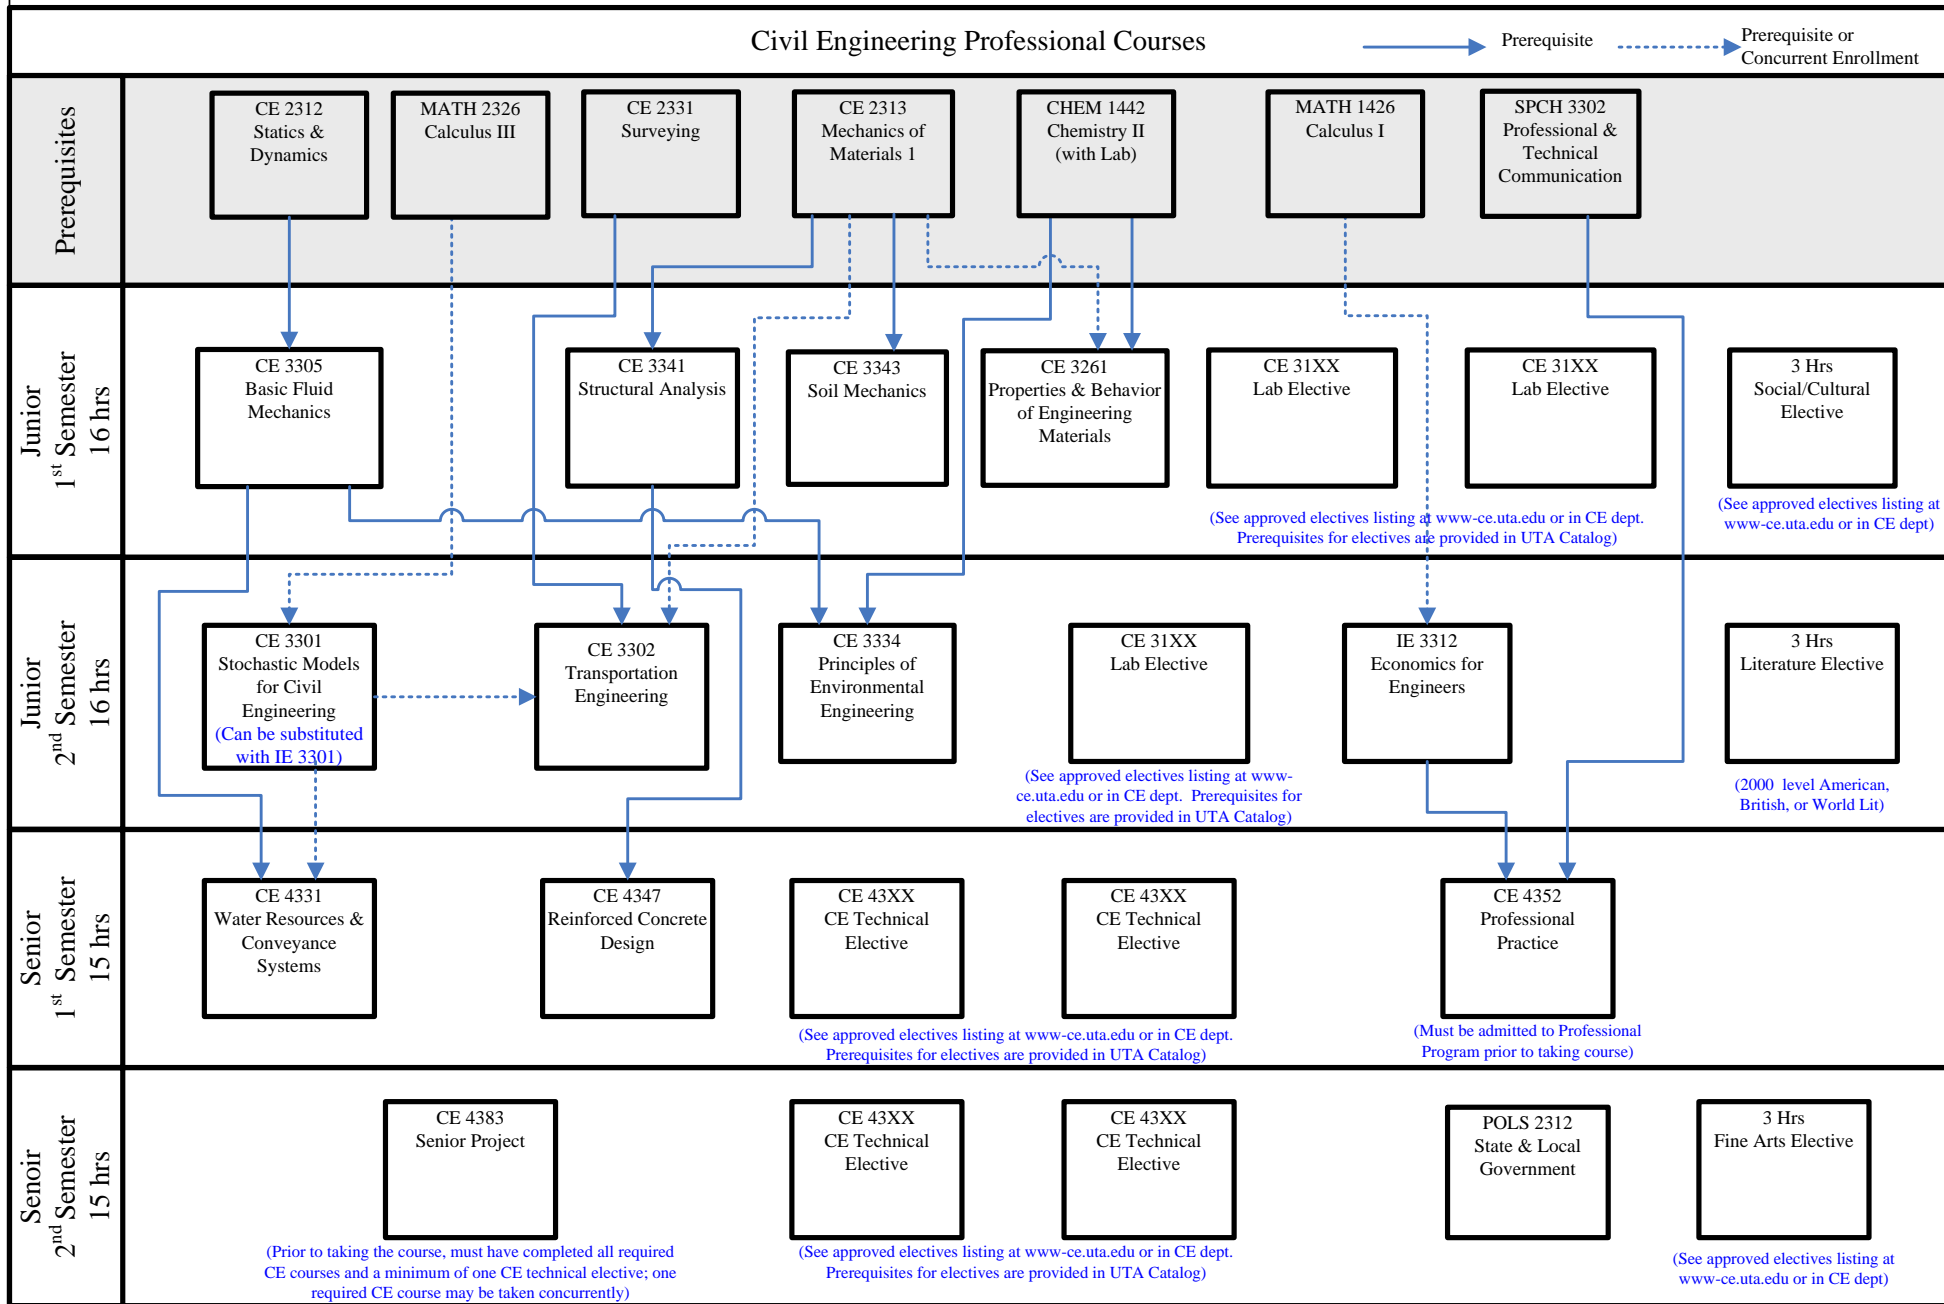 Civil Engineering Professional Courses
Prerequisite
Prerequisite or
Concurrent Enrollment
Prerequisites
CE 2312
Statics &
Dynamics
MATH 2326
Calculus III
CE 2331
Surveying
CE 2313
Mechanics of
Materials 1
CHEM 1442
Chemistry II
(with Lab)
MATH 1426
Calculus I
SPCH 3302
Professional &
Technical
Communication
Junior
1st Semester
16 hrs
CE 3305
Basic Fluid
Mechanics
CE 3341
Structural Analysis
CE 3343
Soil Mechanics
CE 3261
Properties & Behavior
of Engineering
Materials
CE 31XX
Lab Elective
CE 31XX
Lab Elective
(See approved electives listing at www-ce.uta.edu or in CE dept.
Prerequisites for electives are provided in UTA Catalog)
3 Hrs
Social/Cultural
Elective
(See approved electives listing at
www-ce.uta.edu or in CE dept)
Junior
2nd Semester
16 hrs
CE 3301
Stochastic Models
for Civil
Engineering
(Can be substituted
with IE 3301)
CE 3302
Transportation
Engineering
CE 3334
Principles of
Environmental
Engineering
CE 31XX
Lab Elective
(See approved electives listing at www-
ce.uta.edu or in CE dept.  Prerequisites for
electives are provided in UTA Catalog)
IE 3312
Economics for
Engineers
3 Hrs
Literature Elective
(2000  level American,
British, or World Lit)
Senior
1st Semester
15 hrs
CE 4331
Water Resources &
Conveyance
Systems
CE 4347
Reinforced Concrete
Design
CE 43XX
CE Technical
Elective
CE 43XX
CE Technical
Elective
(See approved electives listing at www-ce.uta.edu or in CE dept.
Prerequisites for electives are provided in UTA Catalog)
CE 4352
Professional
Practice
(Must be admitted to Professional
Program prior to taking course)
Senoir
2nd Semester
15 hrs
CE 4383
Senior Project
(Prior to taking the course, must have completed all required
CE courses and a minimum of one CE technical elective; one
required CE course may be taken concurrently)
CE 43XX
CE Technical
Elective
CE 43XX
CE Technical
Elective
(See approved electives listing at www-ce.uta.edu or in CE dept.
Prerequisites for electives are provided in UTA Catalog)
POLS 2312
State & Local
Government
3 Hrs
Fine Arts Elective
(See approved electives listing at
www-ce.uta.edu or in CE dept)